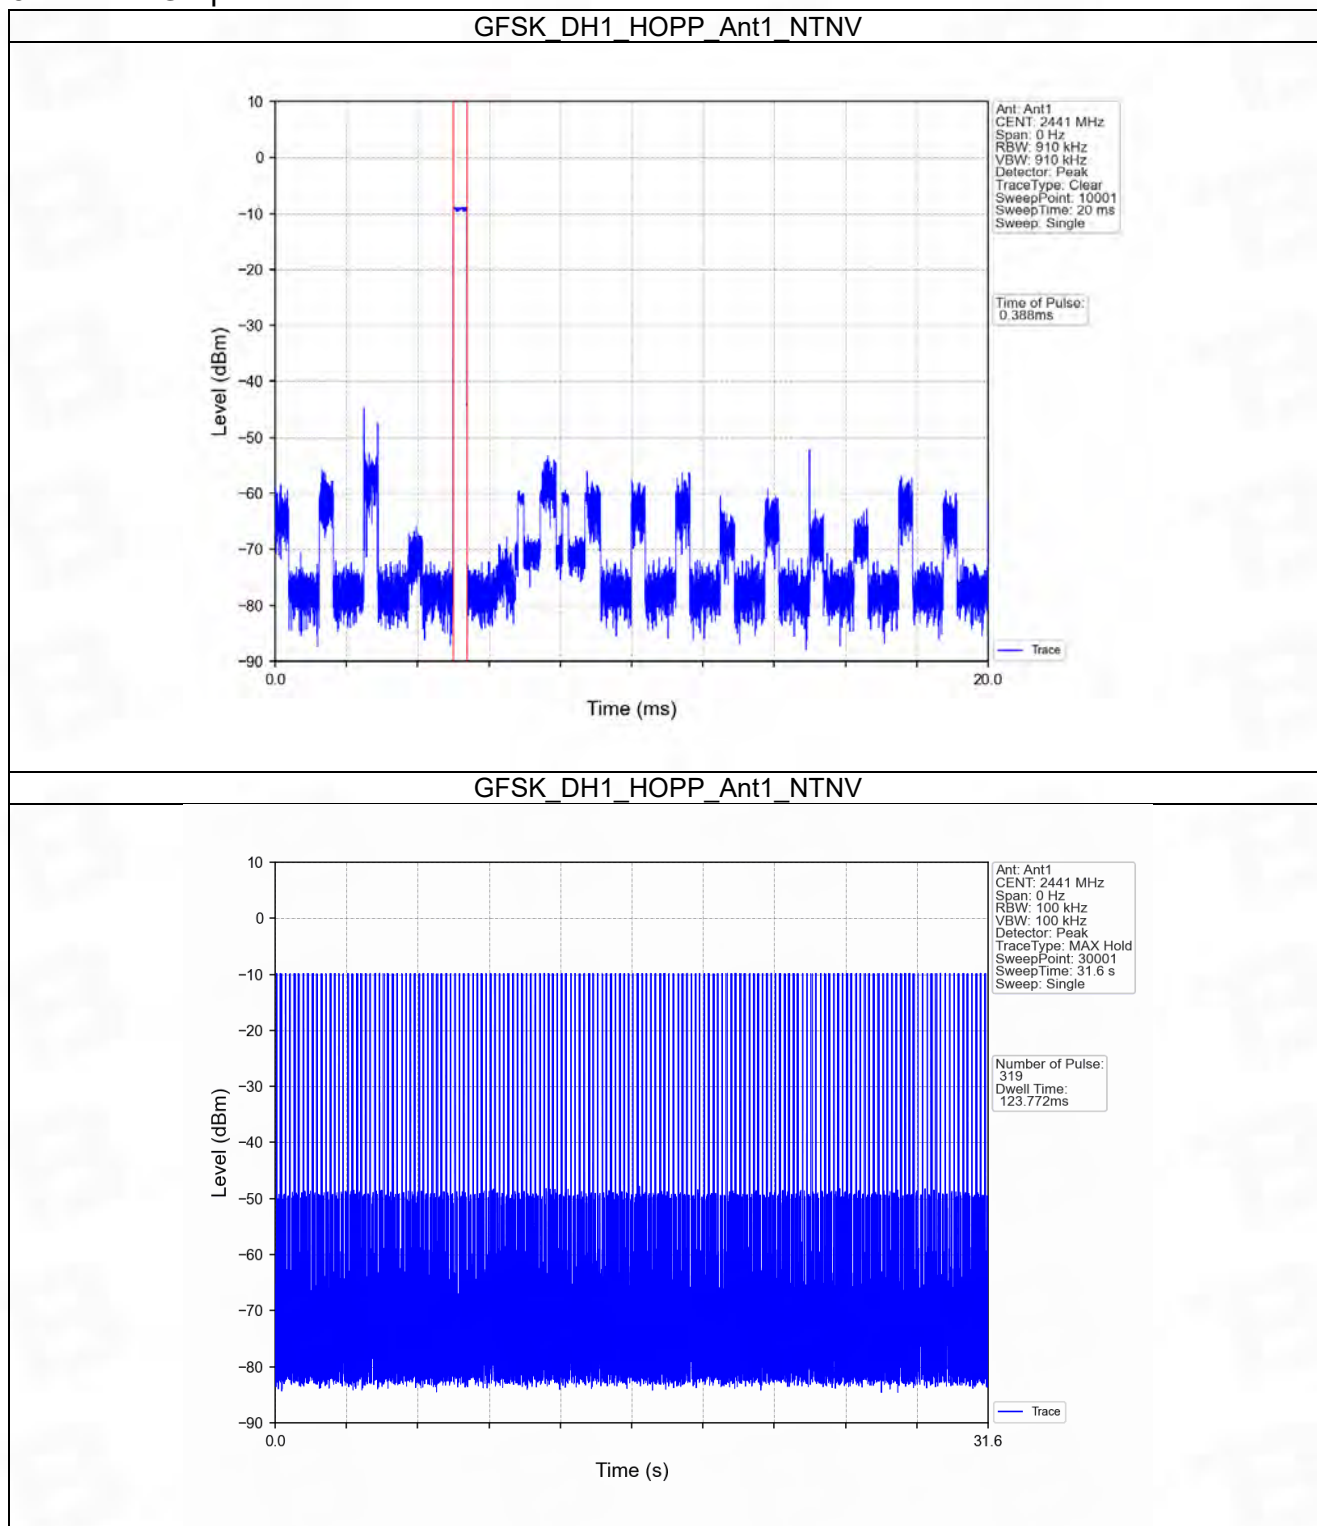 GFSK_DH1_HOPP_Ant1_NTNV
10
0
−10
−20
−30
−40
−50
−60
−70
−80
−90
Level (dBm)
0.0
20.0
Time (ms)
Ant: Ant1
CENT: 2441 MHz
Span: 0 Hz
RBW: 910 kHz
VBW: 910 kHz
Detector: Peak
TraceType: Clear
SweepPoint: 10001
SweepTime: 20 ms
Sweep: Single
Time of Pulse:
0.388ms
Trace
GFSK_DH1_HOPP_Ant1_NTNV
10
0
−10
−20
−30
−40
−50
−60
−70
−80
−90
Level (dBm)
0.0
31.6
Time (s)
Ant: Ant1
CENT: 2441 MHz
Span: 0 Hz
RBW: 100 kHz
VBW: 100 kHz
Detector: Peak
TraceType: MAX Hold
SweepPoint: 30001
SweepTime: 31.6 s
Sweep: Single
Number of Pulse:
319
Dwell Time:
123.772ms
Trace